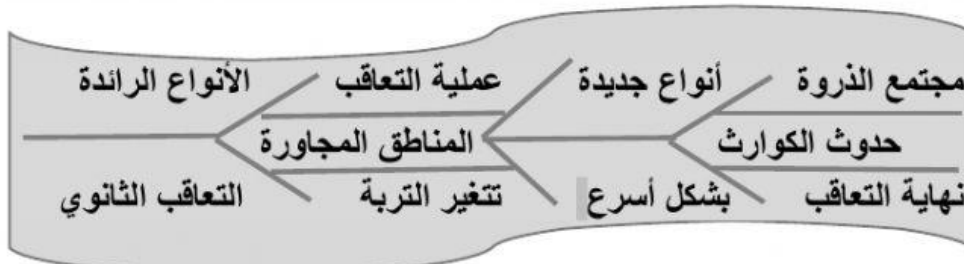 مجتمع الذروة أنواع جديدة عملية التعاقب الأنواع الرائدة
حدوث الكوارث المناطق المجاورة
نهاية التعاقب بشكل أسرع تتغير التربة التعاقب الثانوي